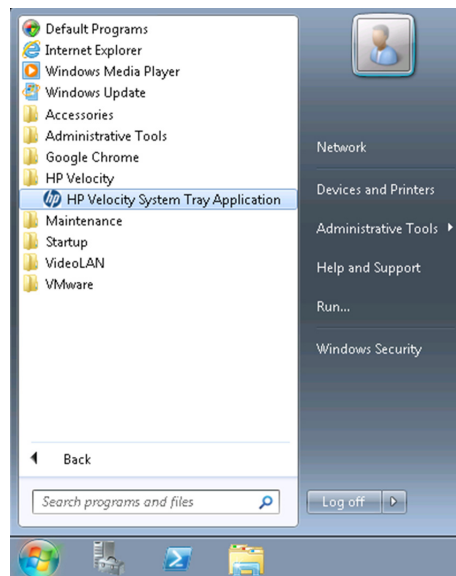 Default Programs
Internet Explorer
Windows Media Player
Windows Update
Accessories
Administrative Tools
Google Chrome
HP Velocity
hp HP Velocity System Tray Application
Maintenance
Startup
VideoLAN
VMware
Back
Search programs and files
Network
Devices and Printers
Administrative Tools
Help and Support
Run...
Windows Security
Log off